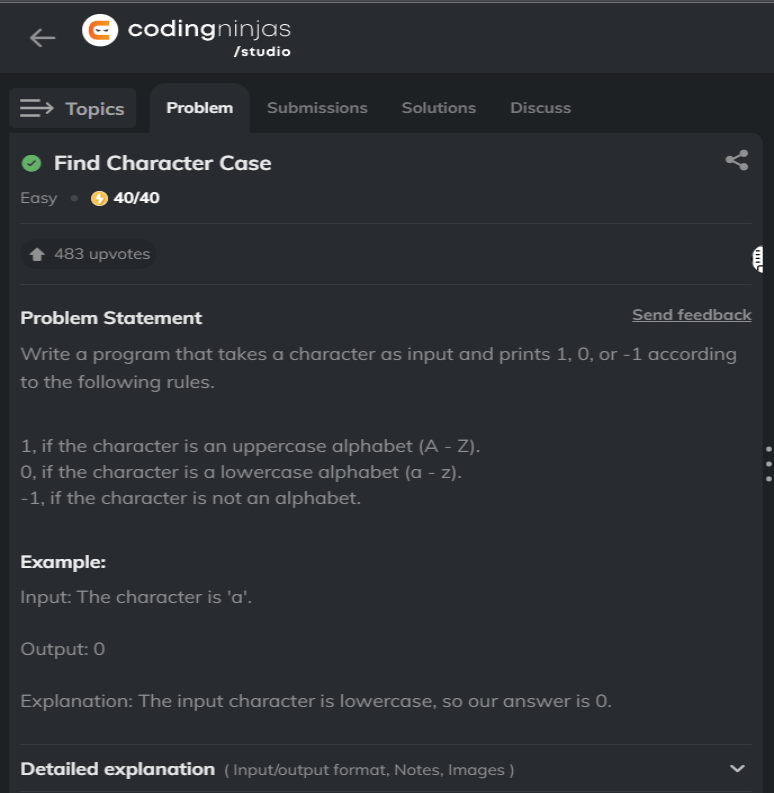 codingninjas
/studio
Topics Problem Submissions Solutions Discuss
Find Character Case
Easy 40/40
483 upvotes
Problem Statement Send feedback
Write a program that takes a character as input and prints 1, 0, or -1 according
to the following rules.
1, if the character is an uppercase alphabet (A - Z).
0, if the character is a lowercase alphabet (a - z).
-1, if the character is not an alphabet.
Example:
Input: The character is 'a'.
Output: 0
Explanation: The input character is lowercase, so our answer is 0.
Detailed explanation ( Input/output format, Notes, Images )